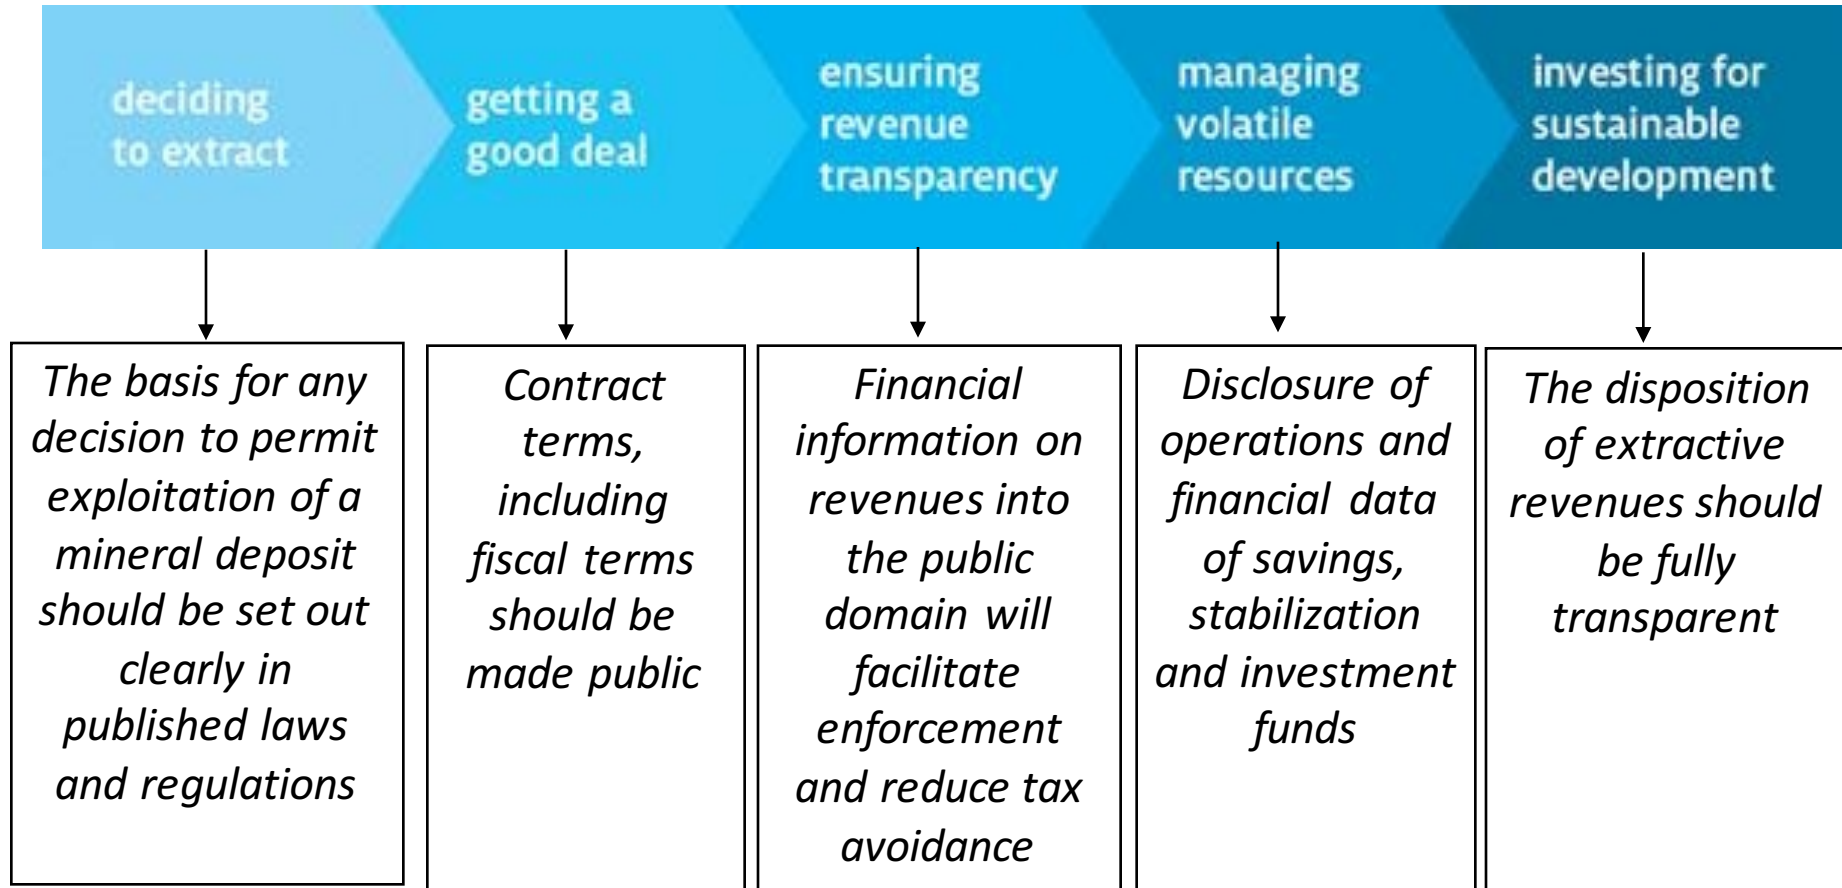 deciding
to extract
getting a
good deal
ensuring
revenue
transparency
managing
volatile
resources
investing for
sustainable
development
The basis for any
decision to permit
exploitation of a
mineral deposit
should be set out
clearly in
published laws
and regulations
Contract
terms,
including
fiscal terms
should be
made public
Financial
information on
revenues into
the public
domain will
facilitate
enforcement
and reduce tax
avoidance
Disclosure of
operations and
financial data
of savings,
stabilization
and investment
funds
The disposition
of extractive
revenues should
be fully
transparent